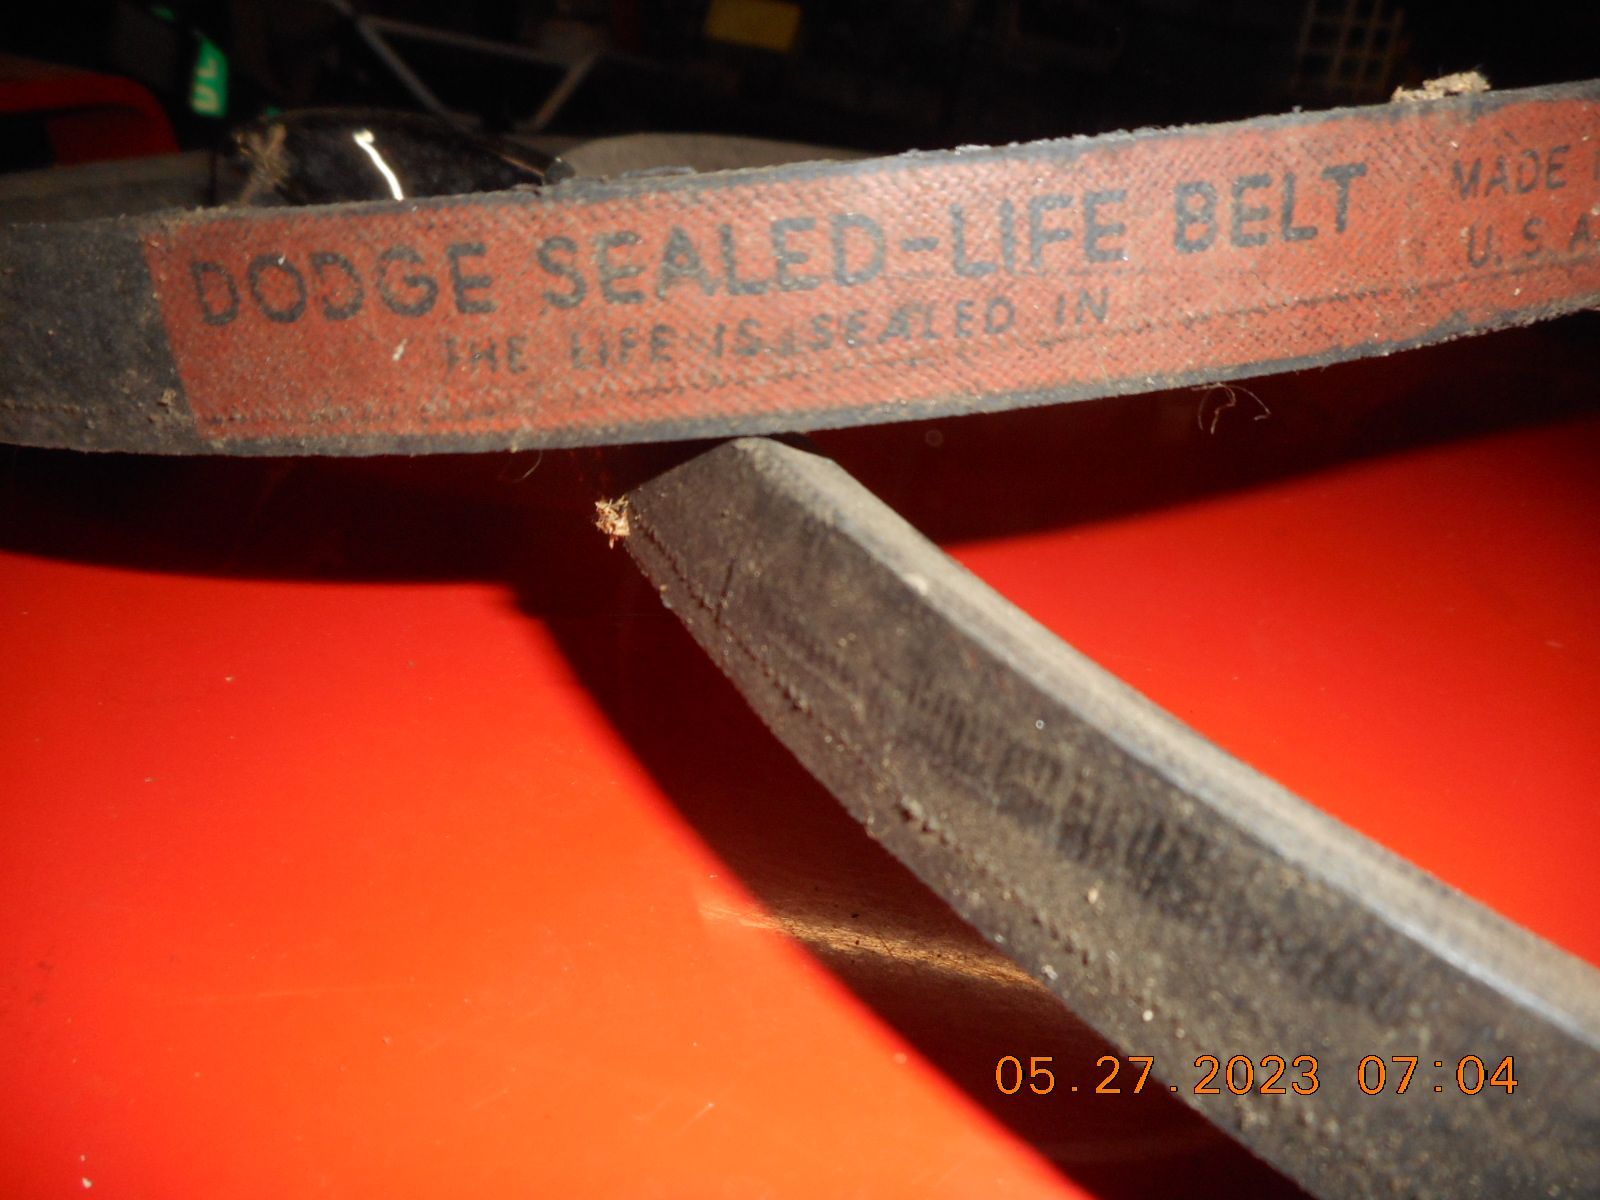 DODGE SEALED-LIFE BELT
THE LIFE IS SEALED IN
MADE
U.S.A.
05.27.2023 07:04